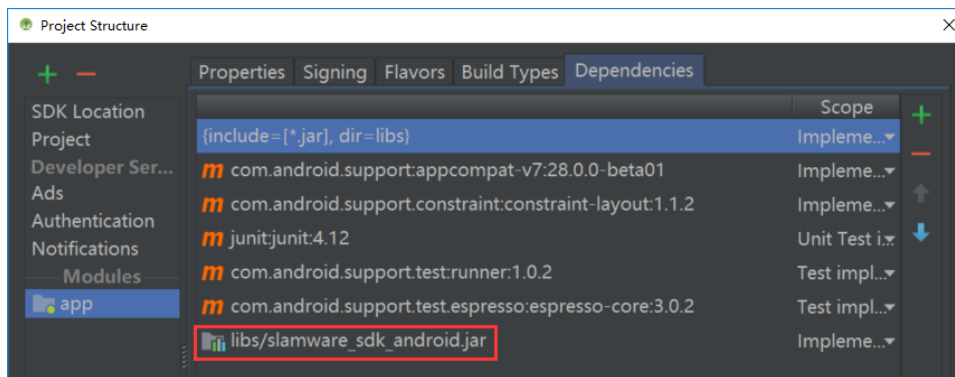 Project Structure
Properties Signing Flavors Build Types Dependencies
SDK Location
Project
Developer Ser...
Ads
Authentication
Notifications
Modules
app
Scope
{include=[*.jar], dir=libs} Impleme...
m com.android.support:appcompat-v7:28.0.0-beta01 Impleme...
m com.android.support.constraint:constraint-layout:1.1.2 Impleme...
m junit:junit:4.12 Unit Test i...
m com.android.support.test:runner:1.0.2 Test impl...
m com.android.support.test.espresso:espresso-core:3.0.2 Test impl...
libs/slamware_sdk_android.jar Impleme...